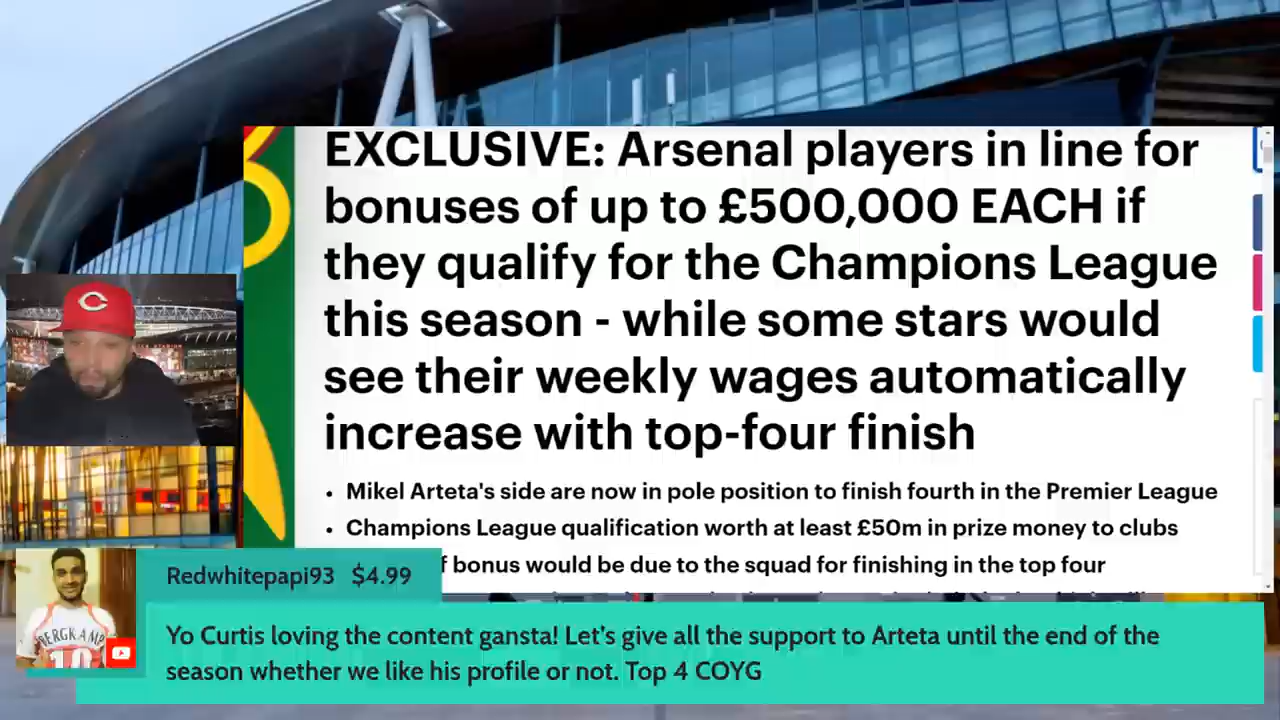 EXCLUSIVE: Arsenal players in line for
bonuses of up to £500,000 EACH if
they qualify for the Champions League
this season - while some stars would
see their weekly wages automatically
increase with top-four finish
• Mikel Arteta's side are now in pole position to finish fourth in the Premier League
• Champions League qualification worth at least £50m in prize money to clubs
bonus would be due to the squad for finishing in the top four
C
Redwhitepapi93 $4.99
BERGKAMP
10
Yo Curtis loving the content gansta! Let's give all the support to Arteta until the end of the
season whether we like his profile or not. Top 4 COYG